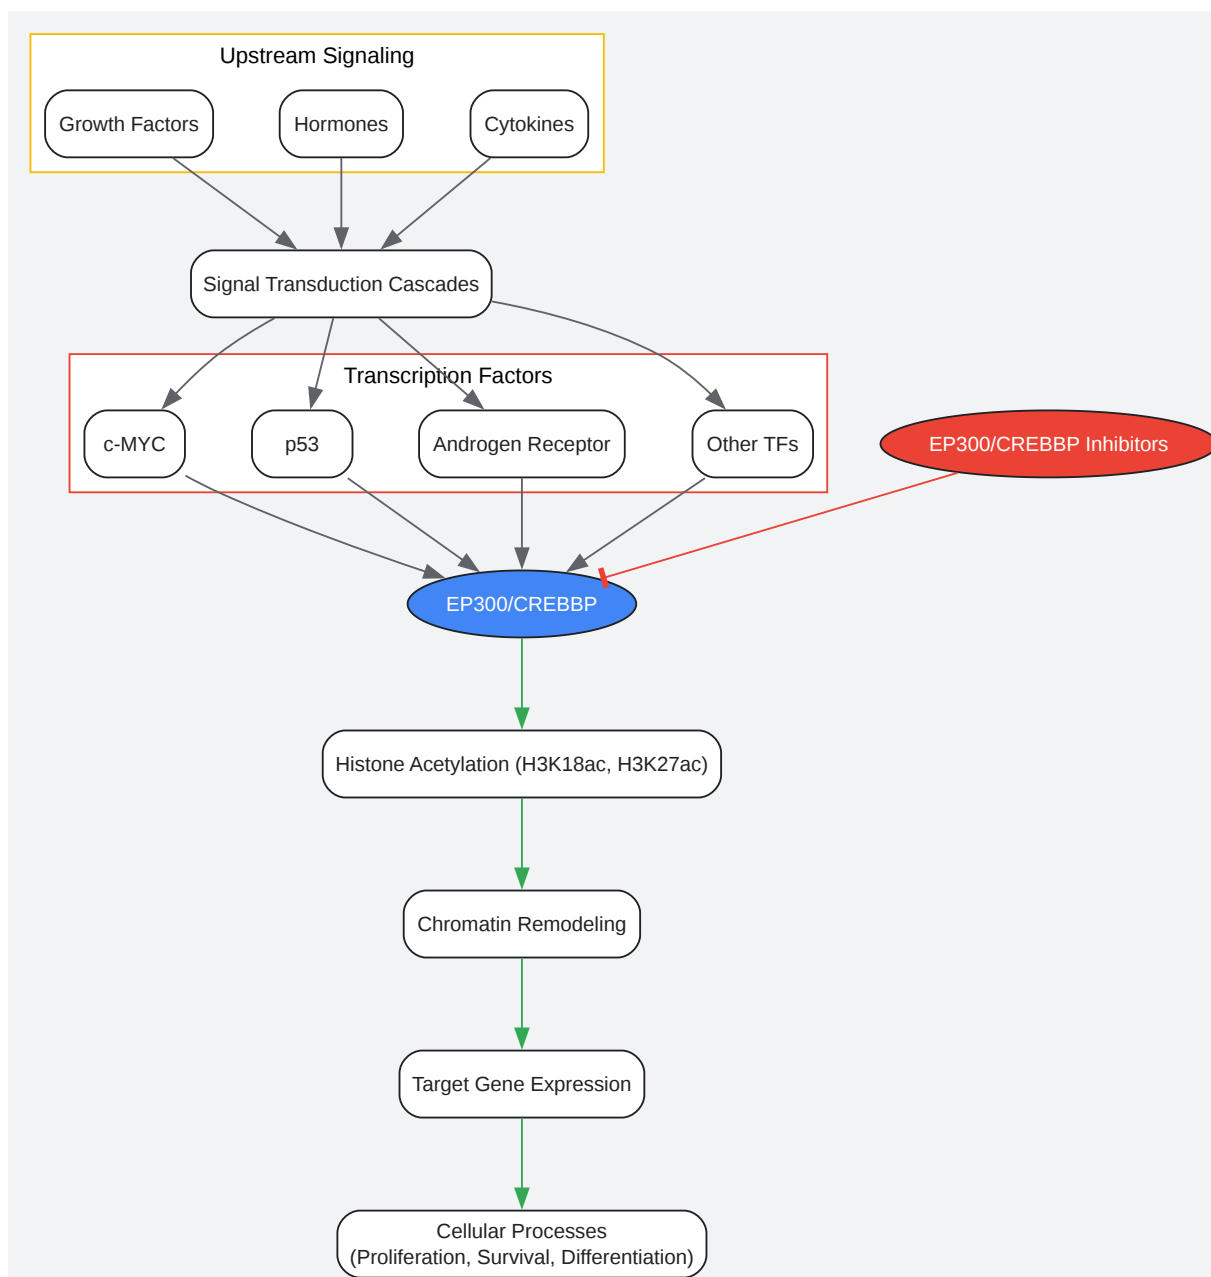 Upstream Signaling
Growth Factors
Hormones
Cytokines
Signal Transduction Cascades
Transcription Factors
c-MYC
p53
Androgen Receptor
Other TFs
EP300/CREBBP Inhibitors
EP300/CREBBP
Histone Acetylation (H3K18ac, H3K27ac)
Chromatin Remodeling
Target Gene Expression
Cellular Processes
(Proliferation, Survival, Differentiation)